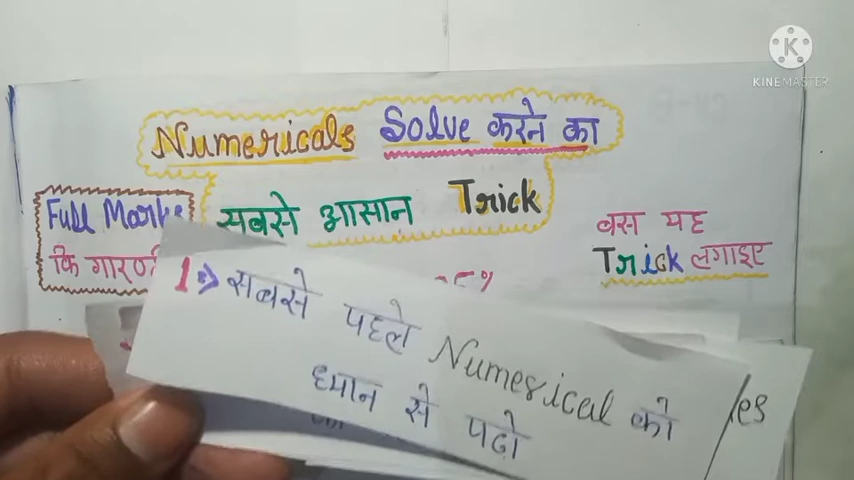 KINEMASTER
Numericals Solve करने का
सबसे आसान Trick
Full Marks
कि गारण्टी
बस यह
Trick लगाइए
1⇒ सबसे पहले Numerical को
ध्यान से पढ़ो